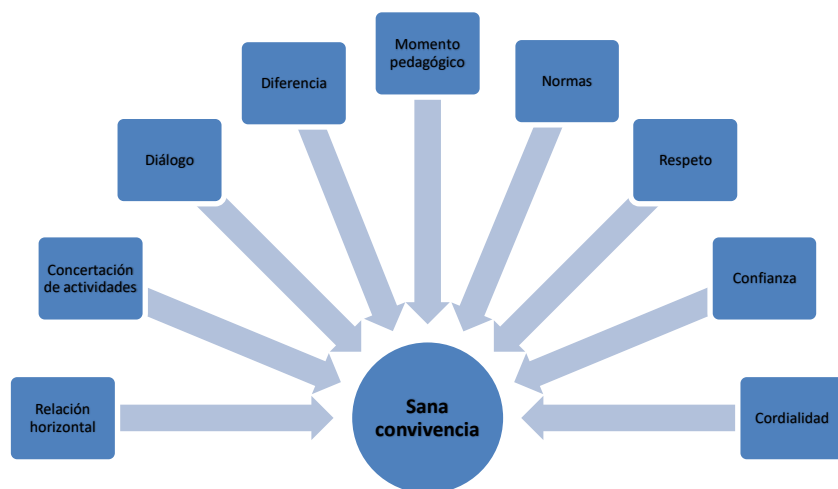 Momento
pedagógico
Diferencia
Normas
Diálogo
Respeto
Concertación
de actividades
Confianza
Relación
horizontal
Sana
convivencia
Cordialidad